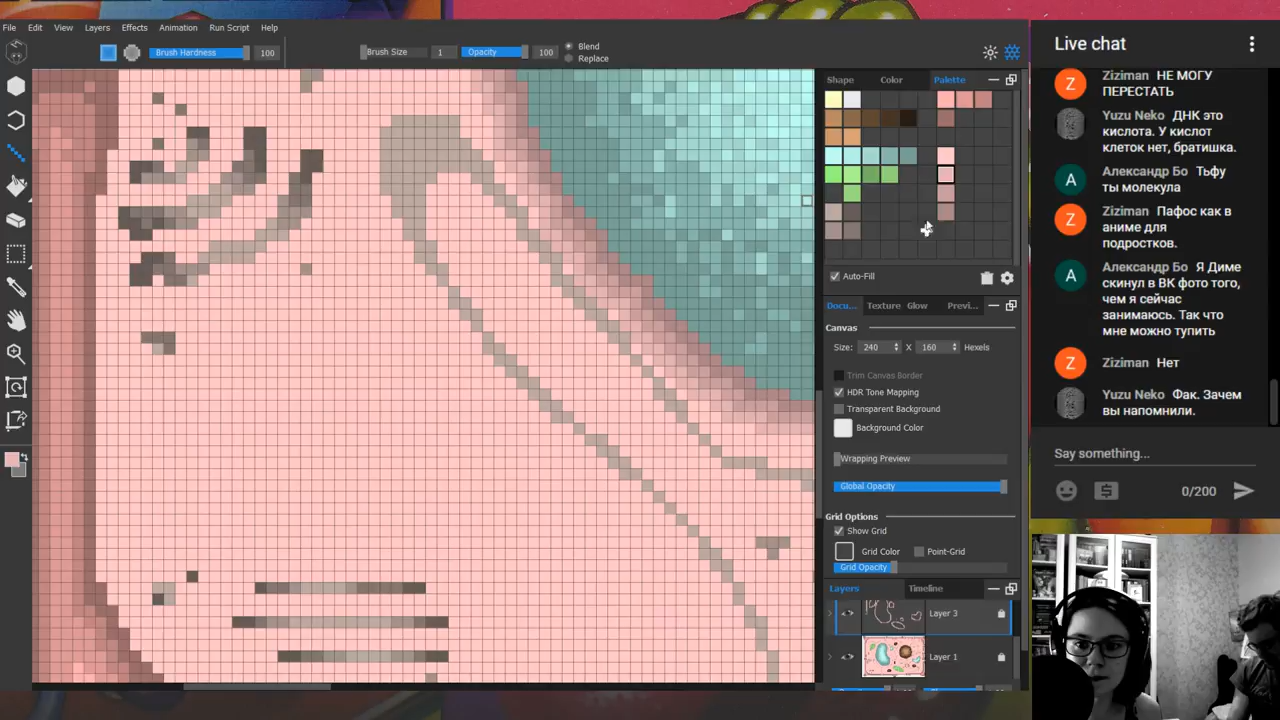 File Edit View Layers Effects Animation Run Script Help
Brush Hardness 100
Brush Size 1
Opacity 100
Blend
Replace
Shape Color Palette
Auto-Fill
Docu... Texture Glow Previ...
Canvas
Size: 240 X 160 Hexels
Trim Canvas Border
HDR Tone Mapping
Transparent Background
Background Color
Wrapping Preview
Global Opacity
Grid Options
Show Grid
Grid Color Point-Grid
Grid Opacity
Layers Timeline
Layer 3
Layer 1
Live chat
Ziziman НЕ МОГУ
ПЕРЕСТАТЬ
Yuzu Neko ДНК это
кислота. У кислот
клеток нет, братишка.
Александр Бо Тьфу
ты молекула
Ziziman Пафос как в
аниме для
подростков.
Александр Бо Я Диме
скинул в ВК фото того,
чем я сейчас
занимаюсь. Так что
мне можно тупить
Ziziman Нет
Yuzu Neko Фак. Зачем
вы напомнили.
Say something...
0/200